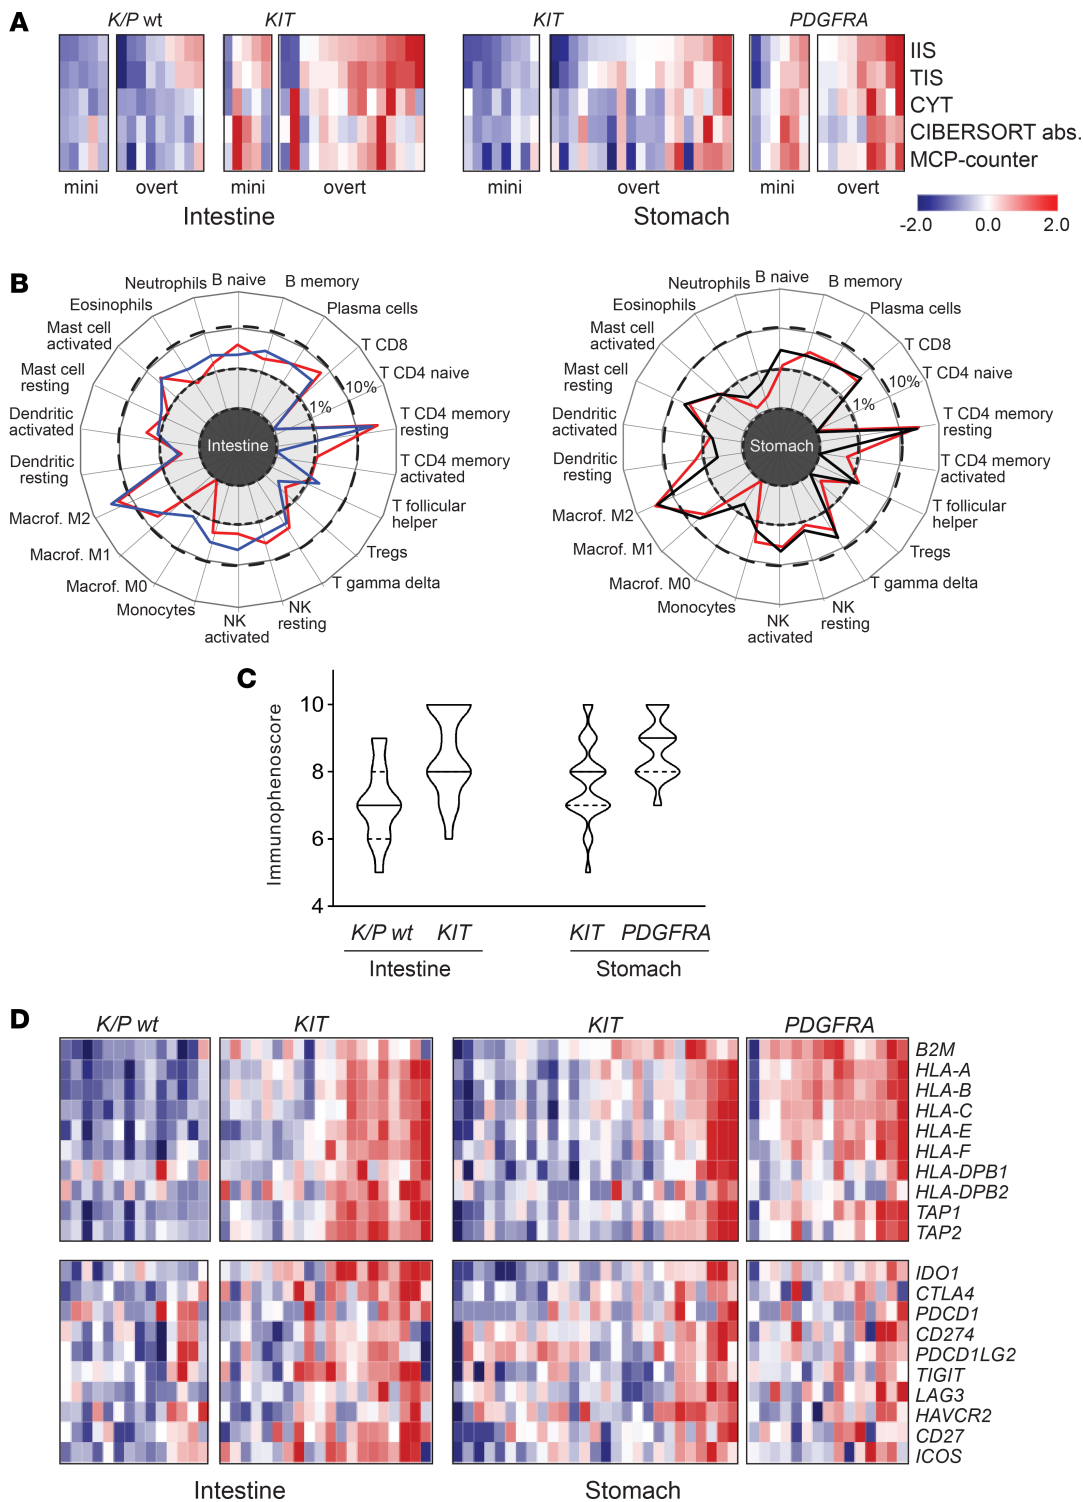 A
K/P wt
KIT
KIT
PDGFRA
IIS
TIS
CYT
CIBERSORT abs.
MCP-counter
mini
overt
mini
overt
mini
overt
mini
overt
Intestine
Stomach
-2.0
0.0
2.0
B
Neutrophils
B naive
B memory
Plasma cells
T CD8
T CD4 naive
T CD4 memory
resting
T CD4 memory
activated
T follicular
helper
Tregs
T gamma delta
NK
resting
NK
activated
Monocytes
Macrof. M0
Macrof. M1
Macrof. M2
Dendritic
resting
Dendritic
activated
Mast cell
resting
Mast cell
activated
Eosinophils
10%
1%
Intestine
Neutrophils
B naive
B memory
Plasma cells
T CD8
T CD4 naive
T CD4 memory
resting
T CD4 memory
activated
T follicular
helper
Tregs
T gamma delta
NK
resting
NK
activated
Monocytes
Macrof. M0
Macrof. M1
Macrof. M2
Dendritic
resting
Dendritic
activated
Mast cell
resting
Mast cell
activated
Eosinophils
10%
1%
Stomach
C
Immunophenoscore
10
8
6
4
K/P wt
KIT
KIT
PDGFRA
Intestine
Stomach
D
K/P wt
KIT
KIT
PDGFRA
B2M
HLA-A
HLA-B
HLA-C
HLA-E
HLA-F
HLA-DPB1
HLA-DPB2
TAP1
TAP2
IDO1
CTLA4
PDCD1
CD274
PDCD1LG2
TIGIT
LAG3
HAVCR2
CD27
ICOS
Intestine
Stomach